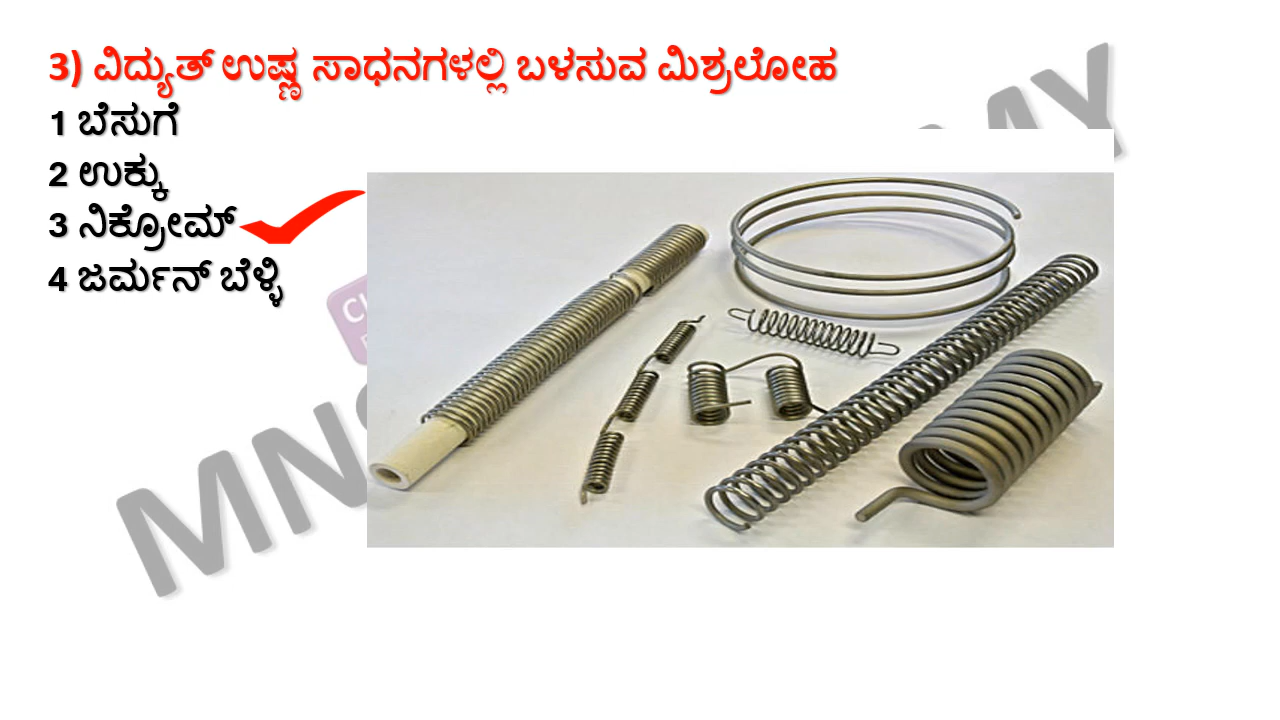 3) ವಿದ್ಯುತ್ ಉಷ್ಣ ಸಾಧನಗಳಲ್ಲಿ ಬಳಸುವ ಮಿಶ್ರಲೋಹ
1 ಬೆಸುಗೆ
2 ಉಕ್ಕು
3 ನಿಕ್ರೋಮ್
4 ಜರ್ಮನ್ ಬೆಳ್ಳಿ